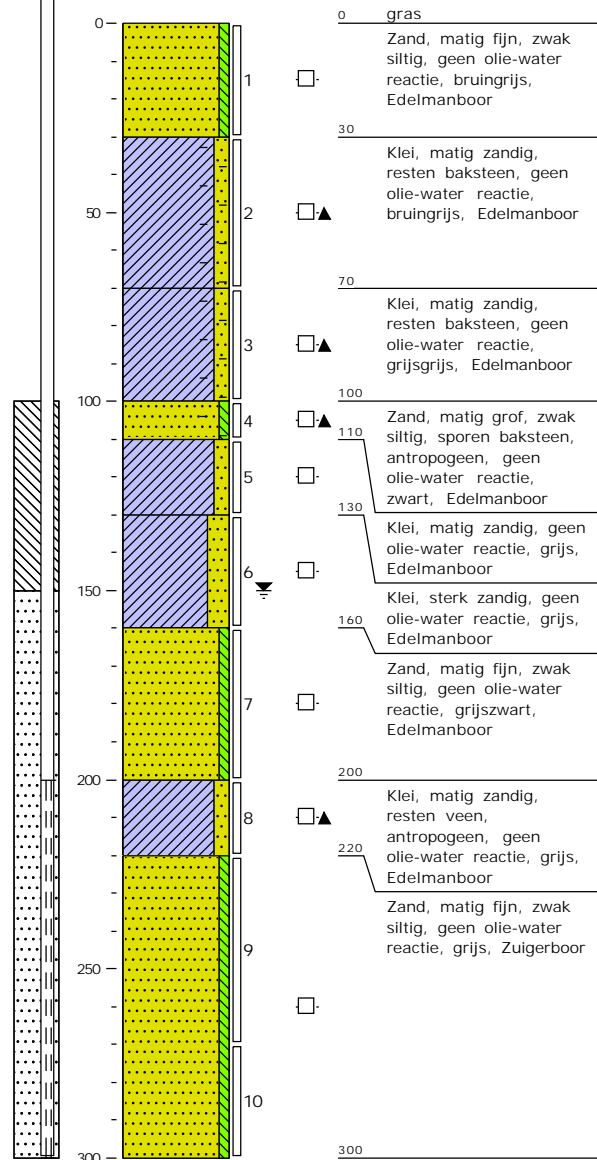 0
gras
Zand, matig fijn, zwak
siltig, geen olie-water
reactie, bruingrijs,
Edelmanboor
30
Klei, matig zandig,
resten baksteen, geen
olie-water reactie,
bruingrijs, Edelmanboor
70
Klei, matig zandig,
resten baksteen, geen
olie-water reactie,
grijsgrijs, Edelmanboor
100
Zand, matig grof, zwak
siltig, sporen baksteen,
antropogeen, geen
olie-water reactie,
zwart, Edelmanboor
110
Klei, matig zandig, geen
olie-water reactie, grijs,
Edelmanboor
130
Klei, sterk zandig, geen
olie-water reactie, grijs,
Edelmanboor
160
Zand, matig fijn, zwak
siltig, geen olie-water
reactie, grijszwart,
Edelmanboor
200
Klei, matig zandig,
resten veen,
antropogeen, geen
olie-water reactie, grijs,
Edelmanboor
220
Zand, matig fijn, zwak
siltig, geen olie-water
reactie, grijs, Zuigerboor
300
0
50
100
150
200
250
300
1
2
3
4
5
6
7
8
9
10